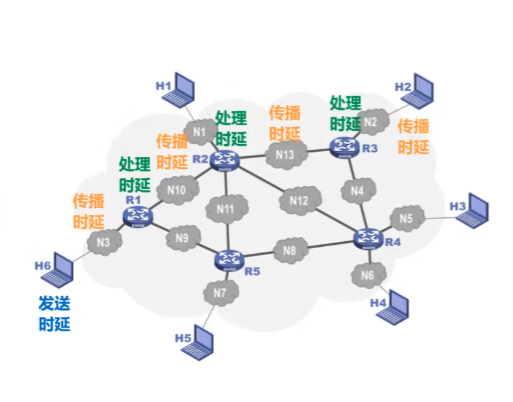 H1
H2
处理
时延
传播
时延
处理
时延
N1
N2
传播
时延
传播
时延
R2
N13
R3
处理
时延
N10
N4
传播
时延
R1
N11
N12
N5
H3
N3
N9
N8
R4
H6
R5
N6
发送
时延
N7
H4
H5